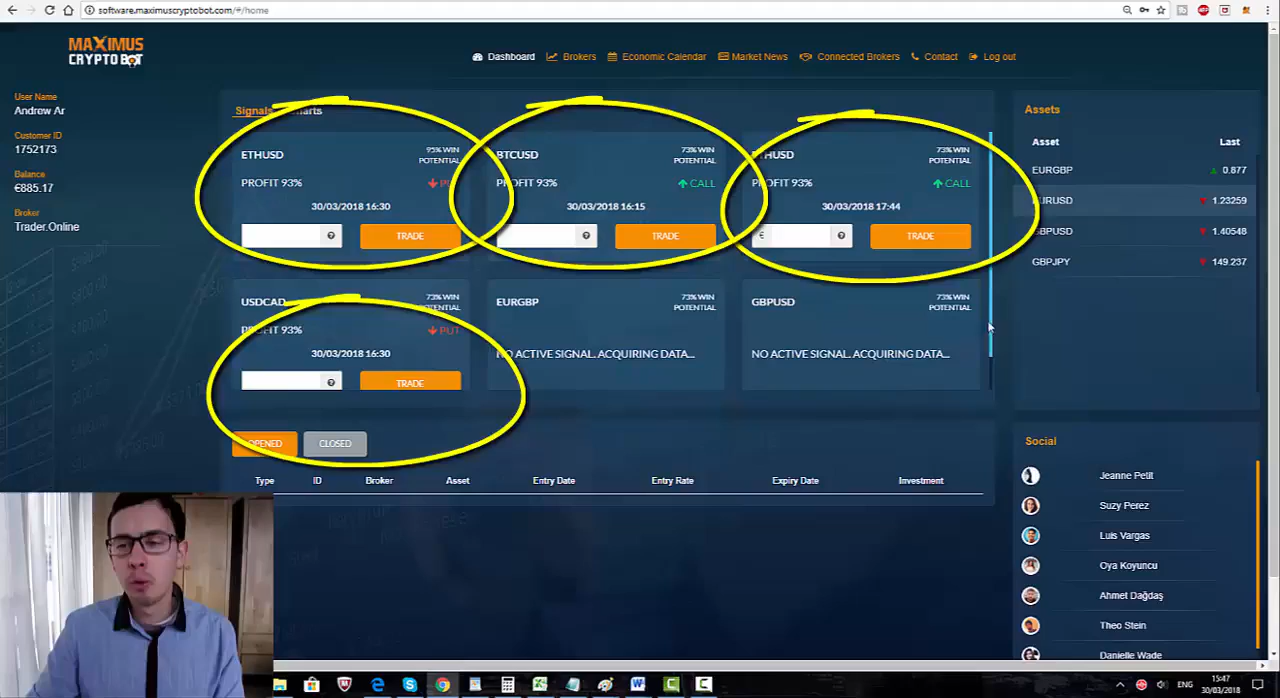 software.maximuscryptobot.com/#/home
MAXIMUS
CRYPTOBOT
Dashboard Brokers Economic Calendar Market News Connected Brokers Contact Log out
User Name
Andrew Ar
Customer ID
1752173
Balance
€885.17
Broker
Trader.Online
Signals
ETHUSD 95% WIN POTENTIAL
PROFIT 93%
30/03/2018 16:30
TRADE
BTCUSD 73% WIN POTENTIAL
PROFIT 93% CALL
30/03/2018 16:15
TRADE
73% WIN POTENTIAL
PROFIT 93% CALL
30/03/2018 17:44
€ TRADE
USDCAD 73% WIN POTENTIAL
PROFIT 93% PUT
30/03/2018 16:30
TRADE
EURGBP 73% WIN POTENTIAL
NO ACTIVE SIGNAL. ACQUIRING DATA...
GBPUSD 73% WIN POTENTIAL
NO ACTIVE SIGNAL. ACQUIRING DATA...
OPENED CLOSED
Type ID Broker Asset Entry Date Entry Rate Expiry Date Investment
Assets
Asset Last
EURGBP 0.877
EURUSD 1.23259
GBPUSD 1.40548
GBPJPY 149.237
Social
Jeanne Petit
Suzy Perez
Luis Vargas
Oya Koyuncu
Ahmet Dağdaş
Theo Stein
Danielle Wade
ENG
15:47
30/03/2018